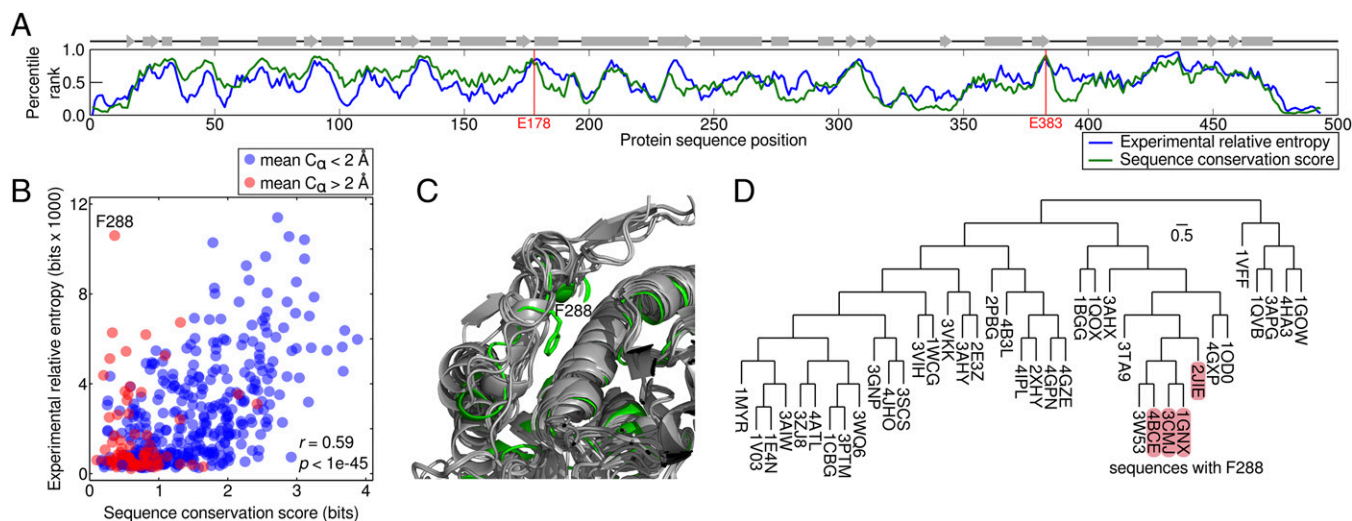 A
Percentile
rank
1.0
0.5
0.0
0
50
100
150
E178
200
250
300
350
E383
400
450
500
Protein sequence position
Experimental relative entropy
Sequence conservation score
B
mean Cα < 2 Å
mean Cα > 2 Å
Experimental relative entropy (bits x 1000)
12
8
4
0
F288
r = 0.59
p < 1e-45
0
1
2
3
4
Sequence conservation score (bits)
C
F288
D
0.5
1MYR
1V03
1E4N
3AIW
3ZJ8
4ATL
1CBG
3PTM
3WQ6
3GNP
4JHO
3SCS
3VIH
1WCG
3VKK
3AHY
2E3Z
2PBG
4B3L
4IPL
2XHY
4GPN
4GZE
1BGG
1QOX
3AHX
3TA9
3W53
4BCE
3CMJ
1GNX
2JIE
4GXP
1OD0
1VFF
1QVB
3APG
4HA3
1GOW
sequences with F288